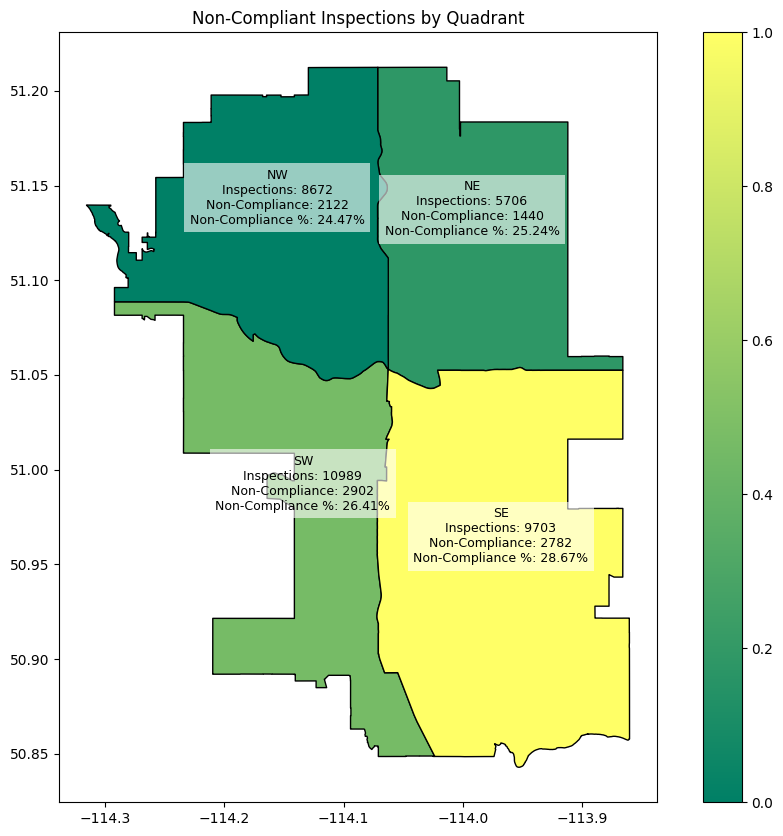 Non-Compliant Inspections by Quadrant
51.20
51.15
51.10
51.05
51.00
50.95
50.90
50.85
−114.3
−114.2
−114.1
−114.0
−113.9
NW
Inspections: 8672
Non-Compliance: 2122
Non-Compliance %: 24.47%
NE
Inspections: 5706
Non-Compliance: 1440
Non-Compliance %: 25.24%
SW
Inspections: 10989
Non-Compliance: 2902
Non-Compliance %: 26.41%
SE
Inspections: 9703
Non-Compliance: 2782
Non-Compliance %: 28.67%
1.0
0.8
0.6
0.4
0.2
0.0